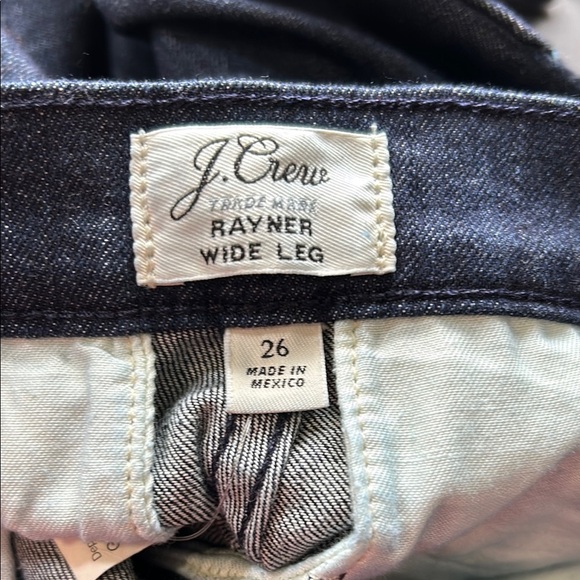 J.Crew
TRADE MARK
RAYNER
WIDE LEG
26
MADE IN
MEXICO